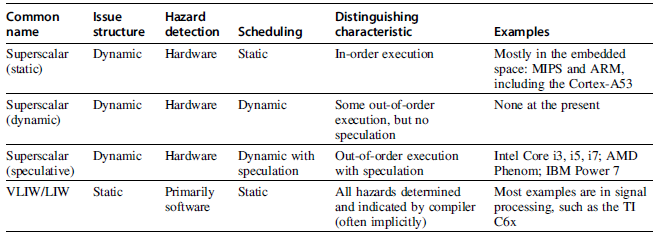 Common name Issue structure Hazard detection Scheduling Distinguishing characteristic Examples
Superscalar (static) Dynamic Hardware Static In-order execution Mostly in the embedded space: MIPS and ARM, including the Cortex-A53
Superscalar (dynamic) Dynamic Hardware Dynamic Some out-of-order execution, but no speculation None at the present
Superscalar (speculative) Dynamic Hardware Dynamic with speculation Out-of-order execution with speculation Intel Core i3, i5, i7; AMD Phenom; IBM Power 7
VLIW/LIW Static Primarily software Static All hazards determined and indicated by compiler (often implicitly) Most examples are in signal processing, such as the TI C6x